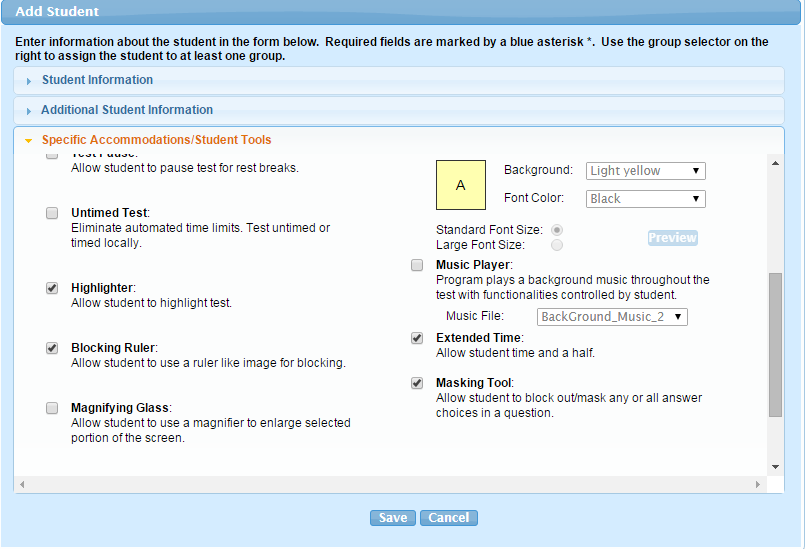 Add Student
Enter information about the student in the form below. Required fields are marked by a blue asterisk *. Use the group selector on the
right to assign the student to at least one group.
Student Information
Additional Student Information
Specific Accommodations/Student Tools
Test Pause:
Allow student to pause test for rest breaks.
Untimed Test:
Eliminate automated time limits. Test untimed or
timed locally.
Highlighter:
Allow student to highlight test.
Blocking Ruler:
Allow student to use a ruler like image for blocking.
Magnifying Glass:
Allow student to use a magnifier to enlarge selected
portion of the screen.
A
Background: Light yellow
Font Color: Black
Standard Font Size:
Large Font Size:
Preview
Music Player:
Program plays a background music throughout the
test with functionalities controlled by student.
Music File: BackGround_Music_2
Extended Time:
Allow student time and a half.
Masking Tool:
Allow student to block out/mask any or all answer
choices in a question.
Save Cancel